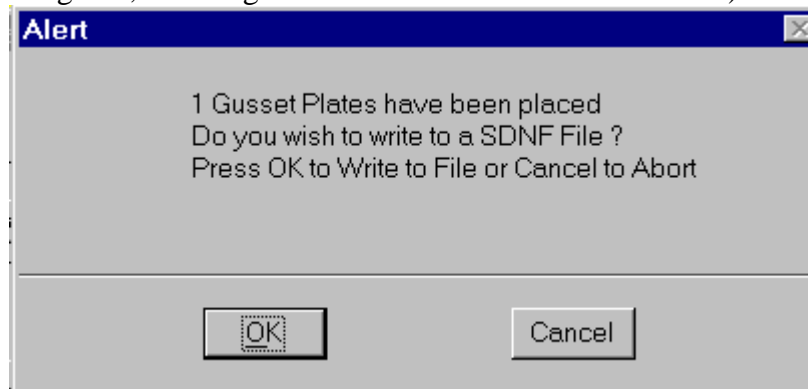 Alert
1 Gusset Plates have been placed
Do you wish to write to a SDNF File ?
Press OK to Write to File or Cancel to Abort
OK
Cancel